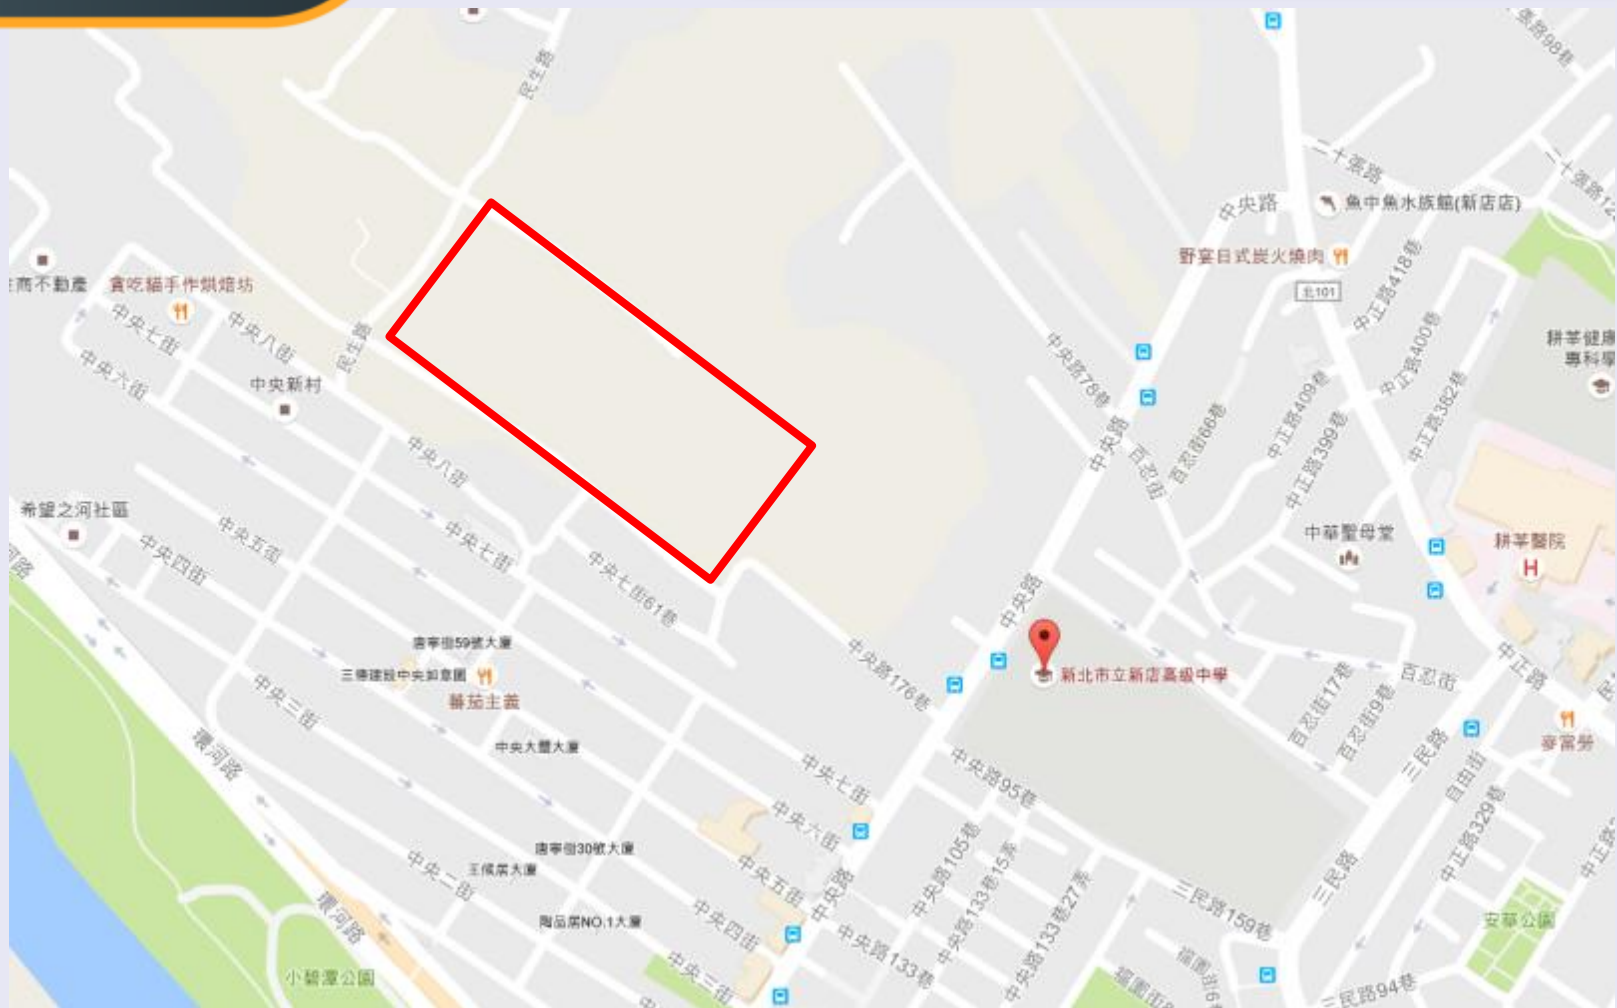 民生路
中央路
二十張路
魚中魚水族館(新店店)
野宴日式炭火燒肉
中正路418巷
北101
貪吃貓手作烘焙坊
中央七街
中央八街
民生路
中央六街
中央新村
中央路78巷
中正路400巷
耕莘健康
中正路409巷
中正路382巷
中央路
百忍街66巷
中正路399巷
百忍街
中央八街
希望之河社區
中央五街
中央七街
中華聖母堂
耕莘醫院
H
中央四街
中央七街61巷
中央路
唐寧街59號大廈
中央路176巷
新北市立新店高級中學
百忍街17巷
百忍街9巷
百忍街
中正路
中央三街
蕃茄主義
中央大豐大廈
環河路
中央七街
中央路95巷
三民路
自由街
麥當勞
中央六街
唐寧街30號大廈
王候居大廈
中央路105巷
中正路329巷
中央二街
中央五街
中央路
中央路133巷15弄
中央路133巷27弄
三民路
環河路
陶品居NO.1大廈
中央四街
三民路159巷
安華公園
中央路133巷
小碧潭公園
中央三街
三民路94巷